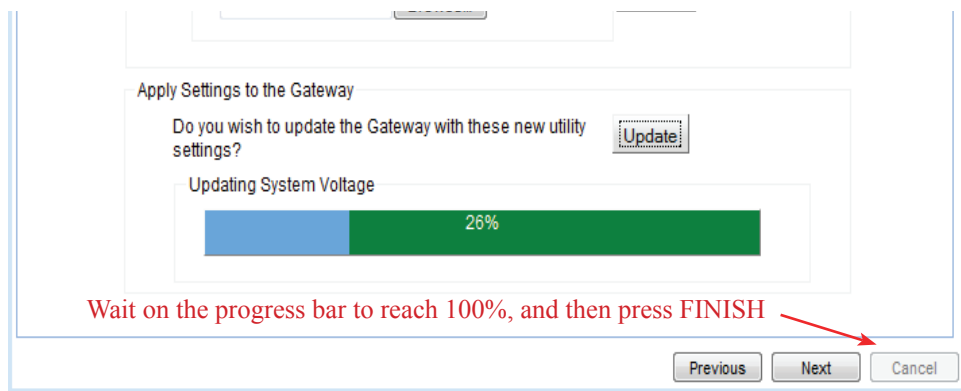 Apply Settings to the Gateway
Do you wish to update the Gateway with these new utility
settings?
Update
Updating System Voltage
26%
Wait on the progress bar to reach 100%, and then press FINISH
Previous
Next
Cancel